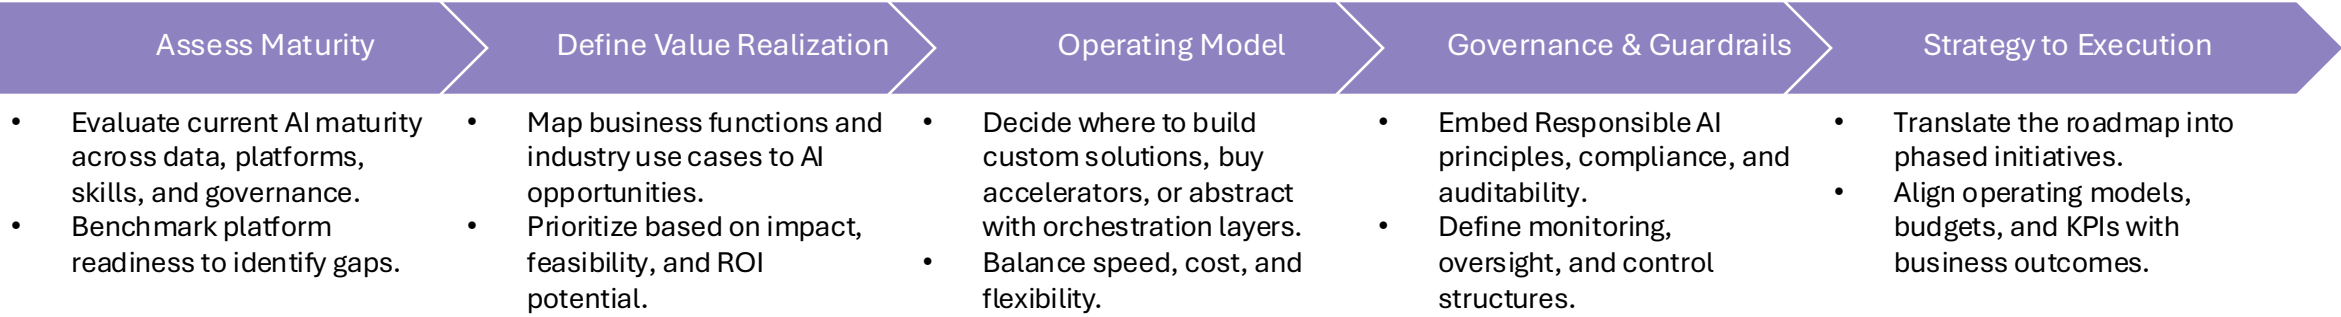 Assess Maturity
Define Value Realization
Operating Model
Governance & Guardrails
Strategy to Execution
• Evaluate current AI maturity
across data, platforms,
skills, and governance.
• Benchmark platform
readiness to identify gaps.
• Map business functions and
industry use cases to AI
opportunities.
• Prioritize based on impact,
feasibility, and ROI
potential.
• Decide where to build
custom solutions, buy
accelerators, or abstract
with orchestration layers.
• Balance speed, cost, and
flexibility.
• Embed Responsible AI
principles, compliance, and
auditability.
• Define monitoring,
oversight, and control
structures.
• Translate the roadmap into
phased initiatives.
• Align operating models,
budgets, and KPIs with
business outcomes.